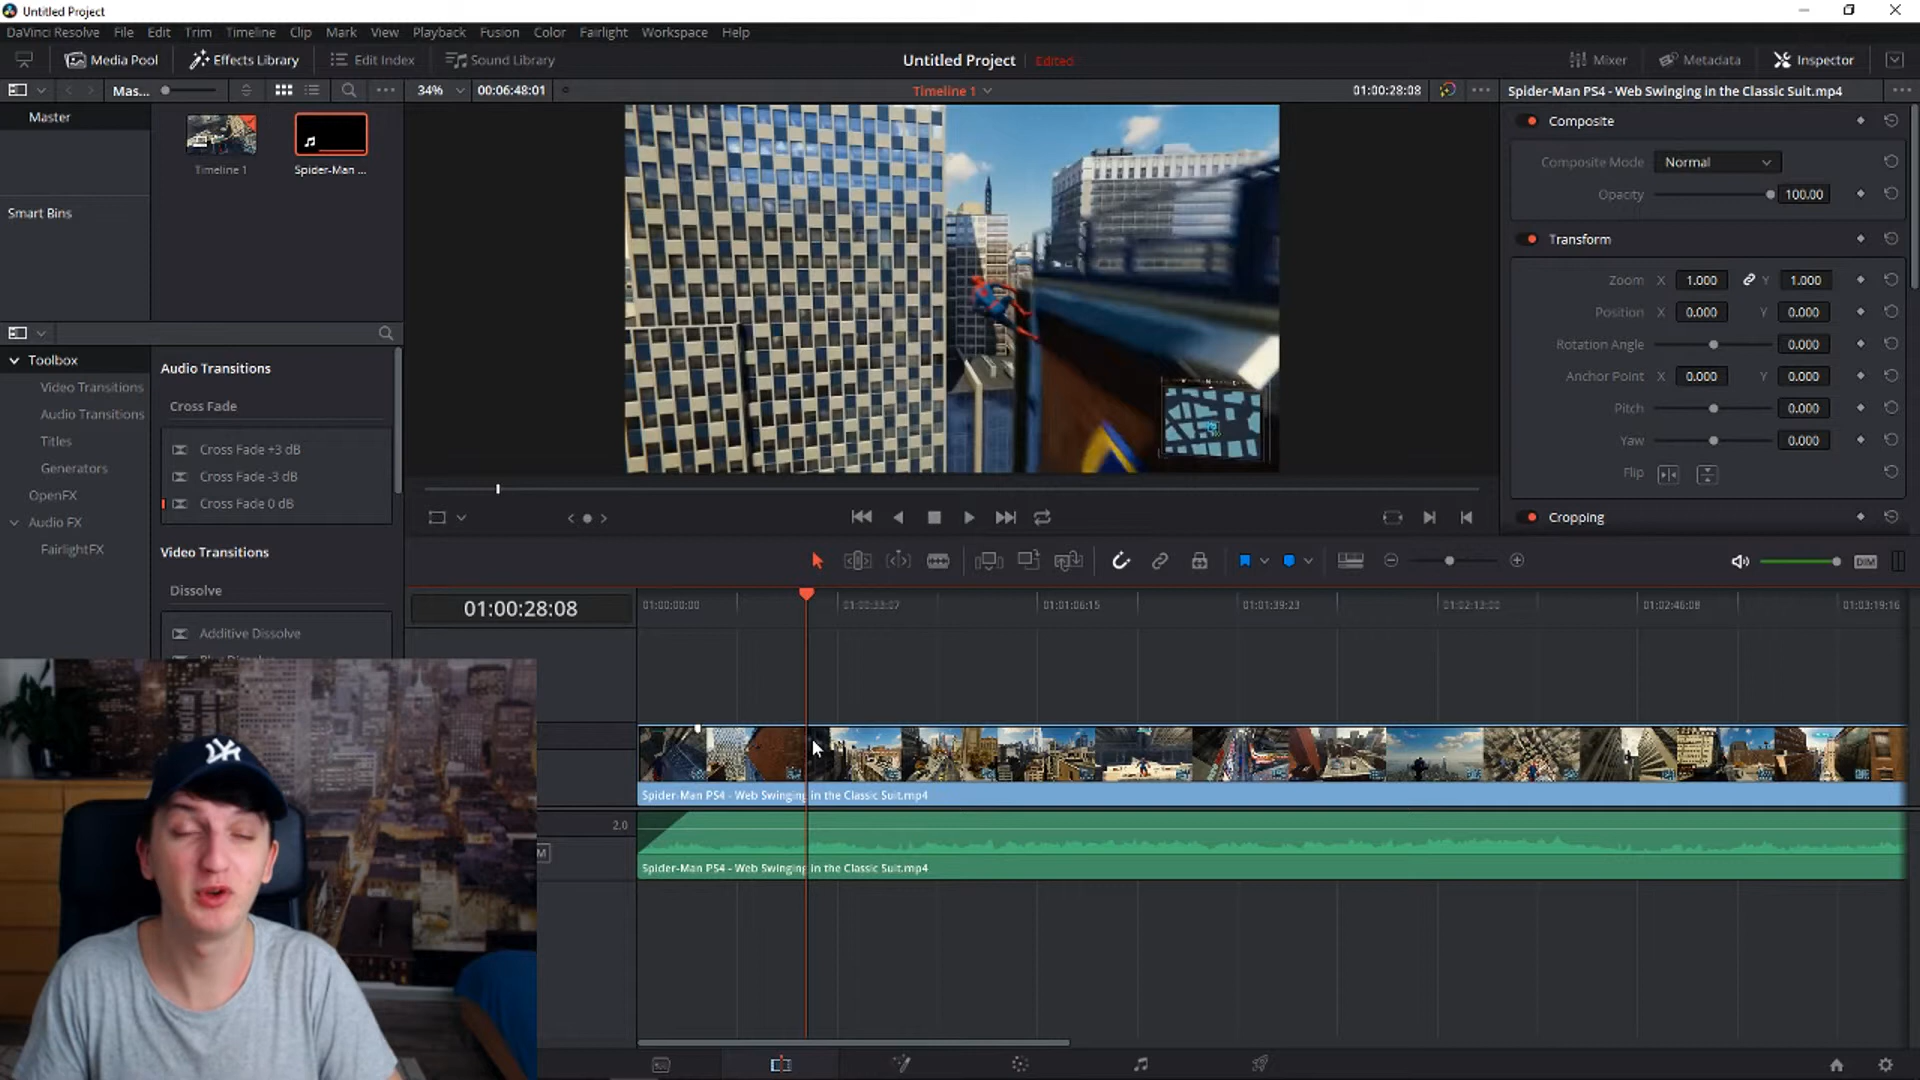 Untitled Project
DaVinci Resolve File Edit Trim Timeline Clip Mark View Playback Fusion Color Fairlight Workspace Help
Media Pool Effects Library Edit Index Sound Library Untitled Project Edited Mixer Metadata Inspector
Mas... 34% 00:06:48:01 Timeline 1 01:00:28:08 Spider-Man PS4 - Web Swinging in the Classic Suit.mp4
Master
Timeline 1 Spider-Man ...
Smart Bins
Composite
Composite Mode Normal
Opacity 100.00
Transform
Zoom X 1.000 Y 1.000
Position X 0.000 Y 0.000
Rotation Angle 0.000
Anchor Point X 0.000 Y 0.000
Pitch 0.000
Yaw 0.000
Flip
Cropping
Toolbox
Video Transitions
Audio Transitions
Titles
Generators
OpenFX
Audio FX
FairlightFX
Audio Transitions
Cross Fade
Cross Fade +3 dB
Cross Fade -3 dB
Cross Fade 0 dB
Video Transitions
Dissolve
Additive Dissolve
DIM
01:00:28:08
01:00:00:00 01:00:33:07 01:01:06:15 01:01:39:23 01:02:13:00 01:02:46:08 01:03:19:16
Spider-Man PS4 - Web Swinging in the Classic Suit.mp4
2.0
M
Spider-Man PS4 - Web Swinging in the Classic Suit.mp4